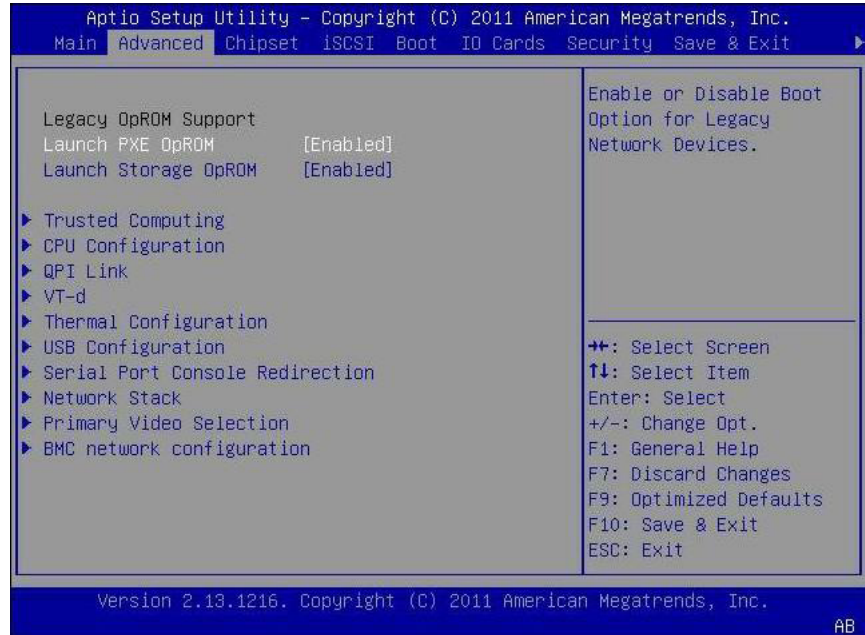 Aptio Setup Utility - Copyright (C) 2011 American Megatrends, Inc.
Main Advanced Chipset iSCSI Boot IO Cards Security Save & Exit
Legacy OpROM Support
Launch PXE OpROM [Enabled]
Launch Storage OpROM [Enabled]
Trusted Computing
CPU Configuration
QPI Link
VT-d
Thermal Configuration
USB Configuration
Serial Port Console Redirection
Network Stack
Primary Video Selection
BMC network configuration
Enable or Disable Boot
Option for Legacy
Network Devices.
→←: Select Screen
↑↓: Select Item
Enter: Select
+/-: Change Opt.
F1: General Help
F7: Discard Changes
F9: Optimized Defaults
F10: Save & Exit
ESC: Exit
Version 2.13.1216. Copyright (C) 2011 American Megatrends, Inc.
AB